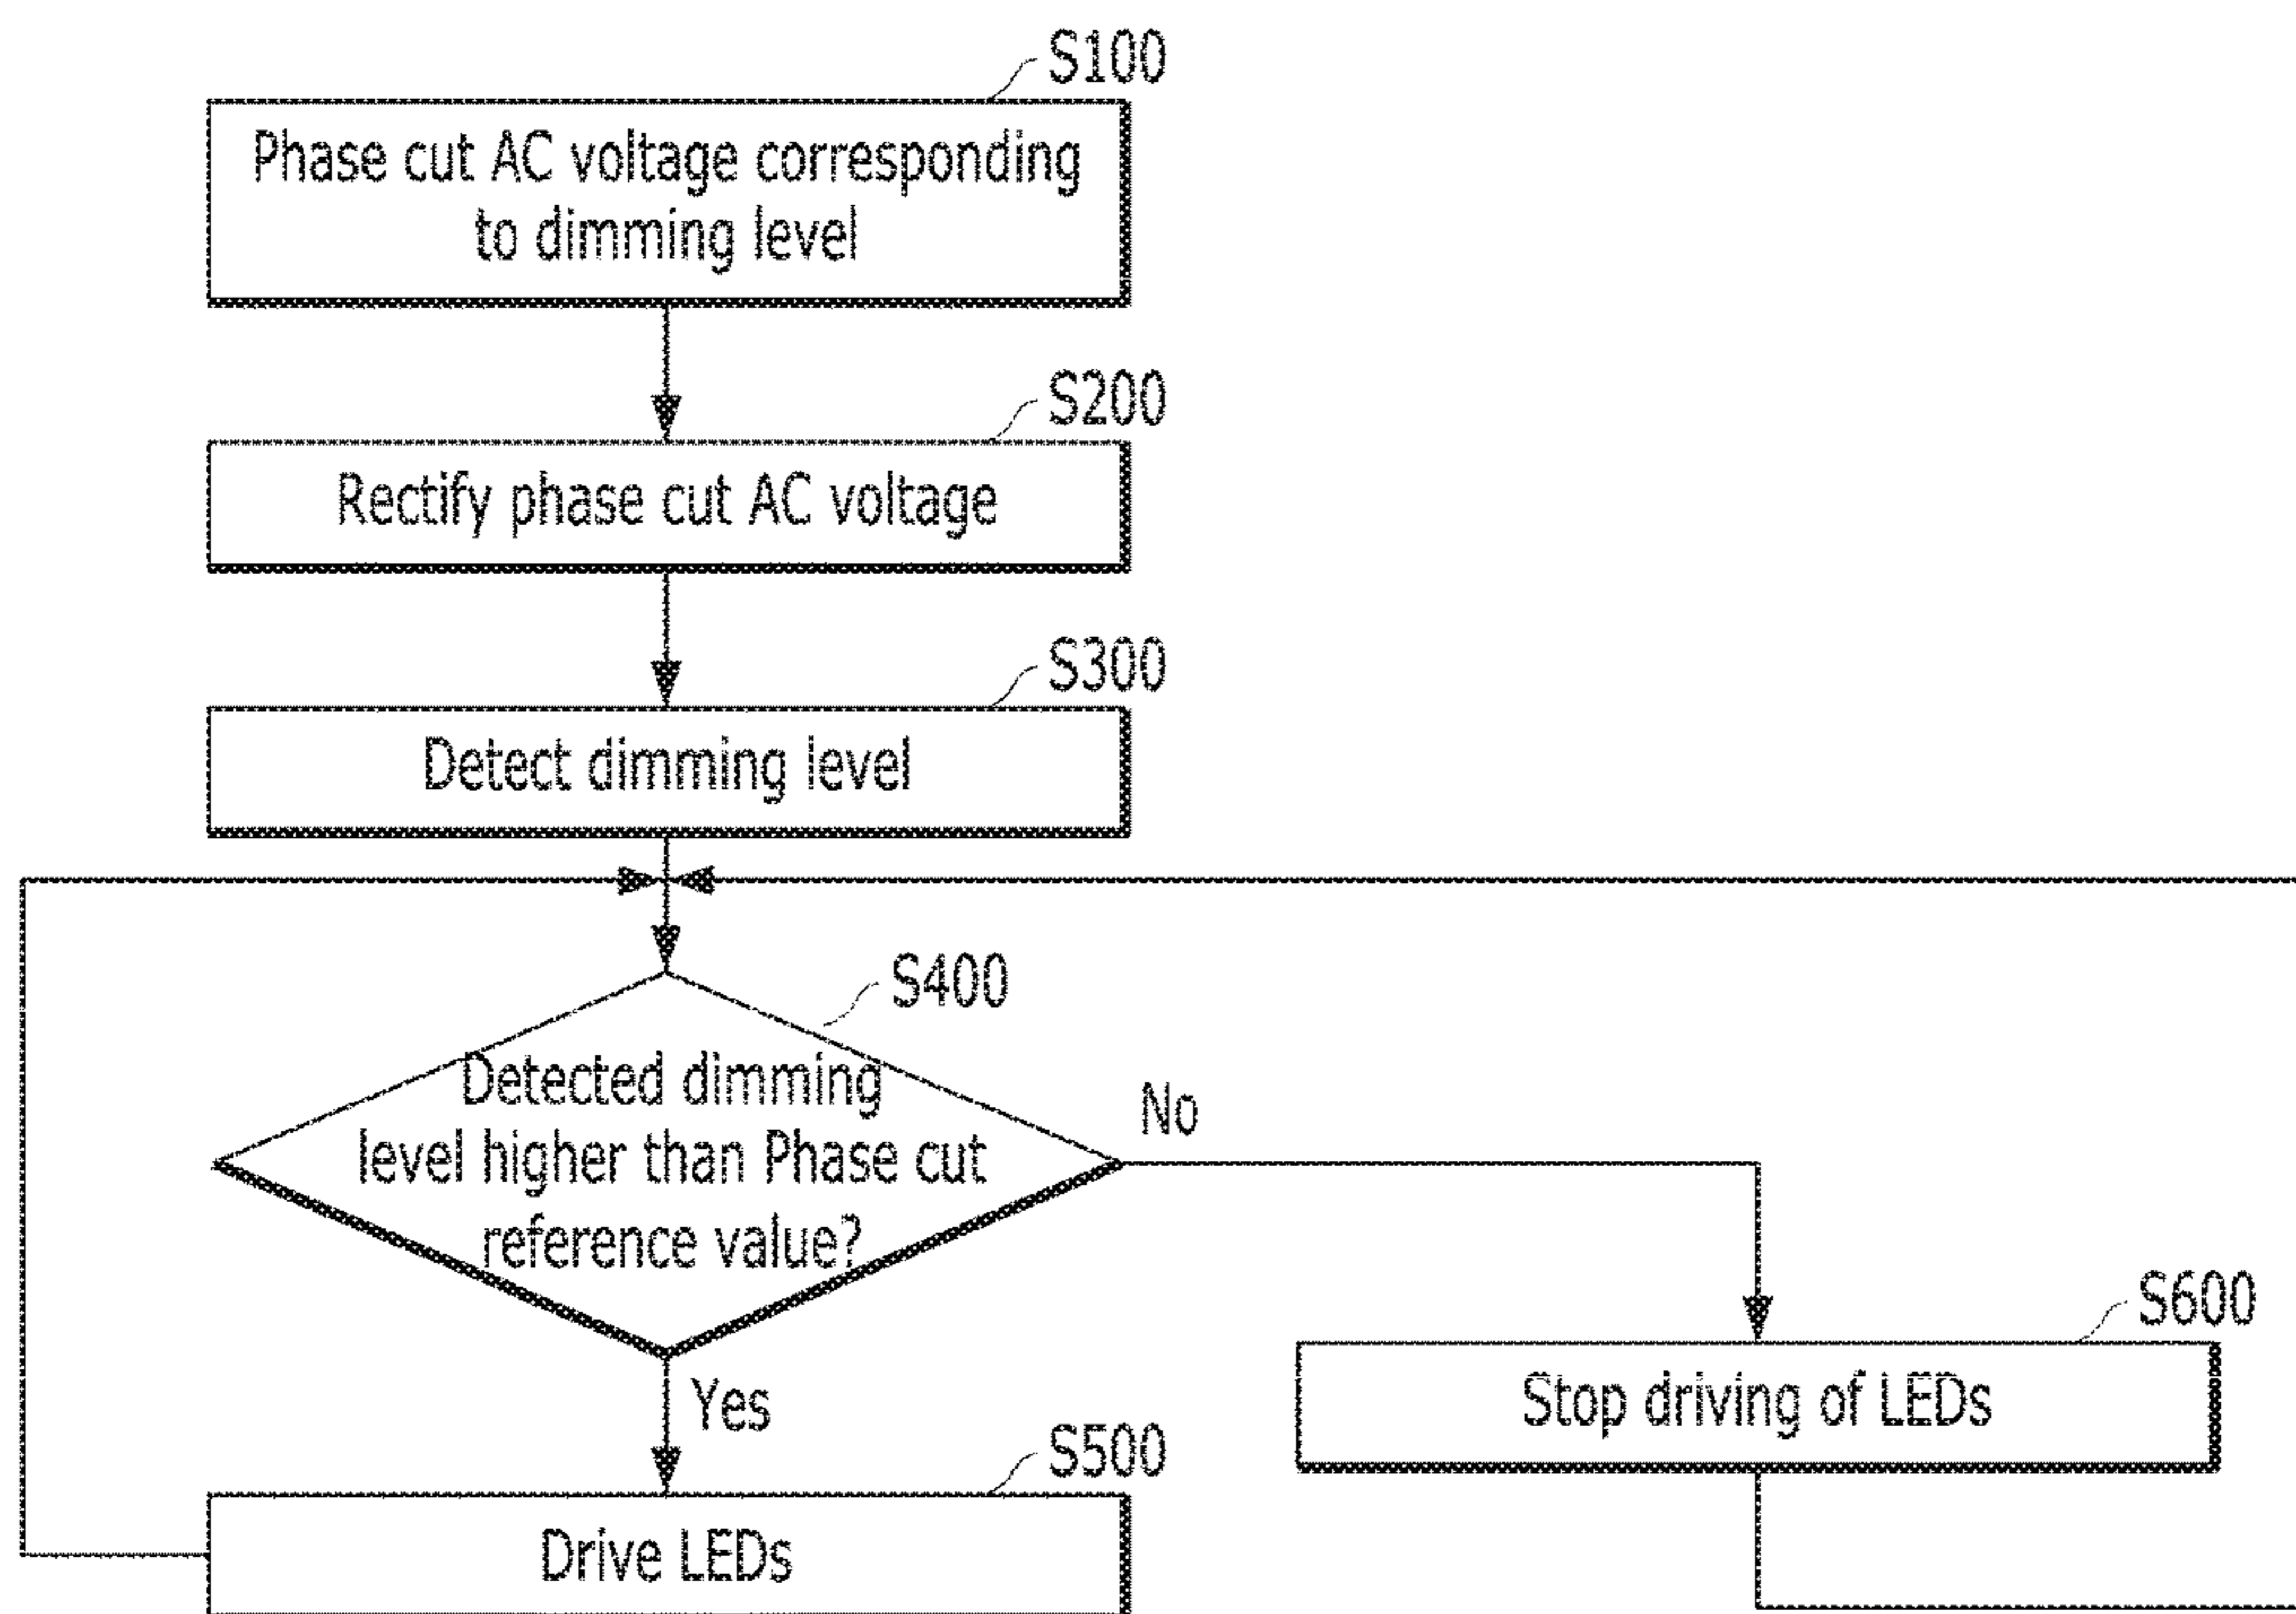 S100
Phase cut AC voltage corresponding
to dimming level
S200
Rectify phase cut AC voltage
S300
Detect dimming level
S400
Detected dimming
level higher than Phase cut
reference value?
No
Yes
S600
Stop driving of LEDs
S500
Drive LEDs